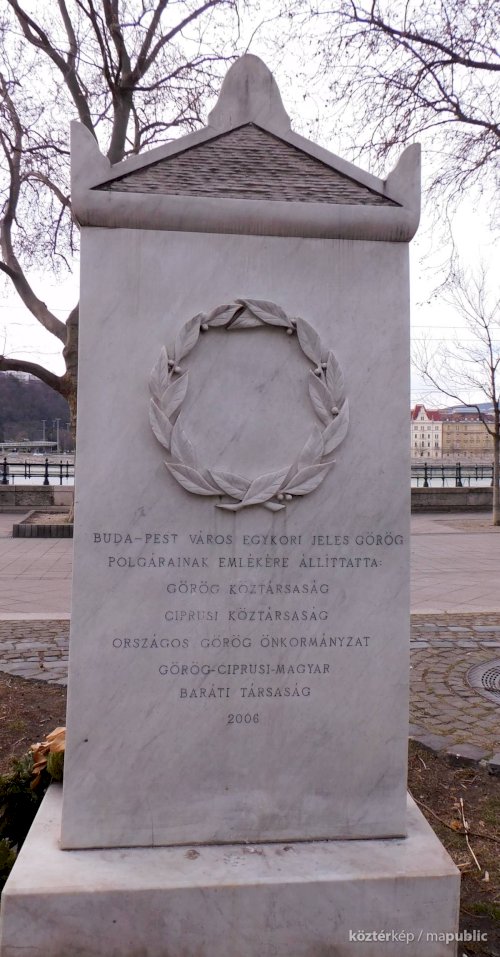 BUDA-PEST VÁROS EGYKORI JELES GÖRÖG
POLGÁRAINAK EMLÉKÉRE ÁLLÍTTATTA:
GÖRÖG KÖZTÁRSASÁG
CIPRUSI KÖZTÁRSASÁG
ORSZÁGOS GÖRÖG ÖNKORMÁNYZAT
GÖRÖG-CIPRUSI-MAGYAR
BARÁTI TÁRSASÁG
2006
köztérkép / mapublic